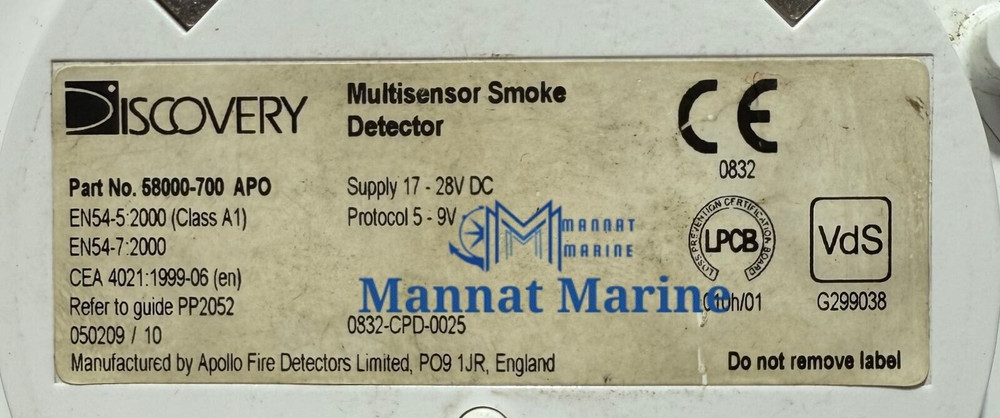 DISCOVERY
Multisensor Smoke
Detector
CE
0832
Part No. 58000-700 APO
EN54-5:2000 (Class A1)
EN54-7:2000
CEA 4021:1999-06 (en)
Refer to guide PP2052
050209 / 10
Supply 17 - 28V DC
Protocol 5 - 9V
MANNAT
MARINE
Mannat Marine
0832-CPD-0025
LOSS PREVENTION CERTIFICATION BOARD
LPCB
VdS
G299038
Manufactured by Apollo Fire Detectors Limited, PO9 1JR, England
Do not remove label